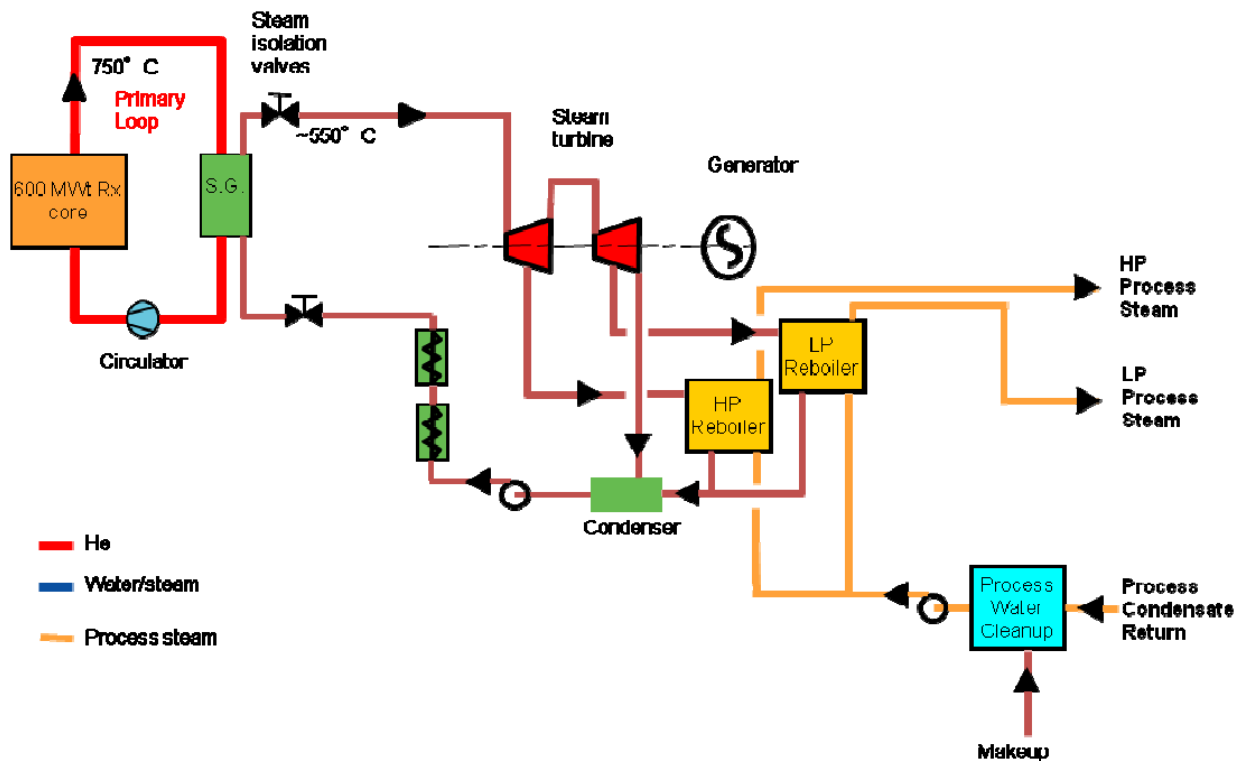 Steam
isolation
valves
750° C
Primary
Loop
~550° C
Steam
turbine
Generator
600 MWt Rx
core
S.G.
HP
Process
Steam
Circulator
LP
Reboiler
LP
Process
Steam
HP
Reboiler
Condenser
He
Water/steam
Process steam
Process
Water
Cleanup
Process
Condensate
Return
Makeup